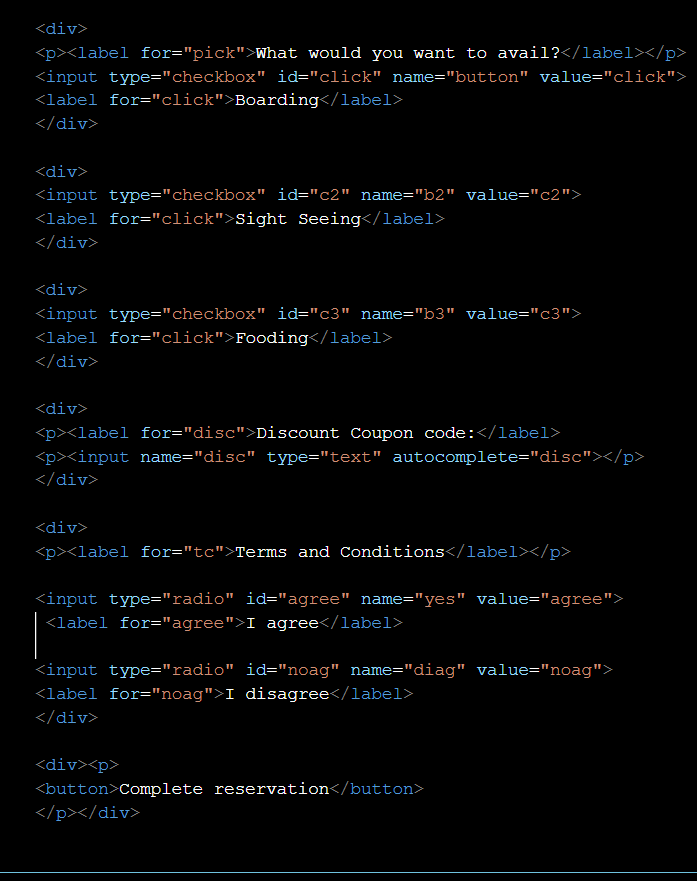 <div>
<p><label for="pick">What would you want to avail?</label></p>
<input type="checkbox" id="click" name="button" value="click">
<label for="click">Boarding</label>
</div>
<div>
<input type="checkbox" id="c2" name="b2" value="c2">
<label for="click">Sight Seeing</label>
</div>
<div>
<input type="checkbox" id="c3" name="b3" value="c3">
<label for="click">Fooding</label>
</div>
<div>
<p><label for="disc">Discount Coupon code:</label>
<p><input name="disc" type="text" autocomplete="disc"></p>
</div>
<div>
<p><label for="tc">Terms and Conditions</label></p>
<input type="radio" id="agree" name="yes" value="agree">
<label for="agree">I agree</label>
<input type="radio" id="noag" name="diag" value="noag">
<label for="noag">I disagree</label>
</div>
<div><p>
<button>Complete reservation</button>
</p></div>